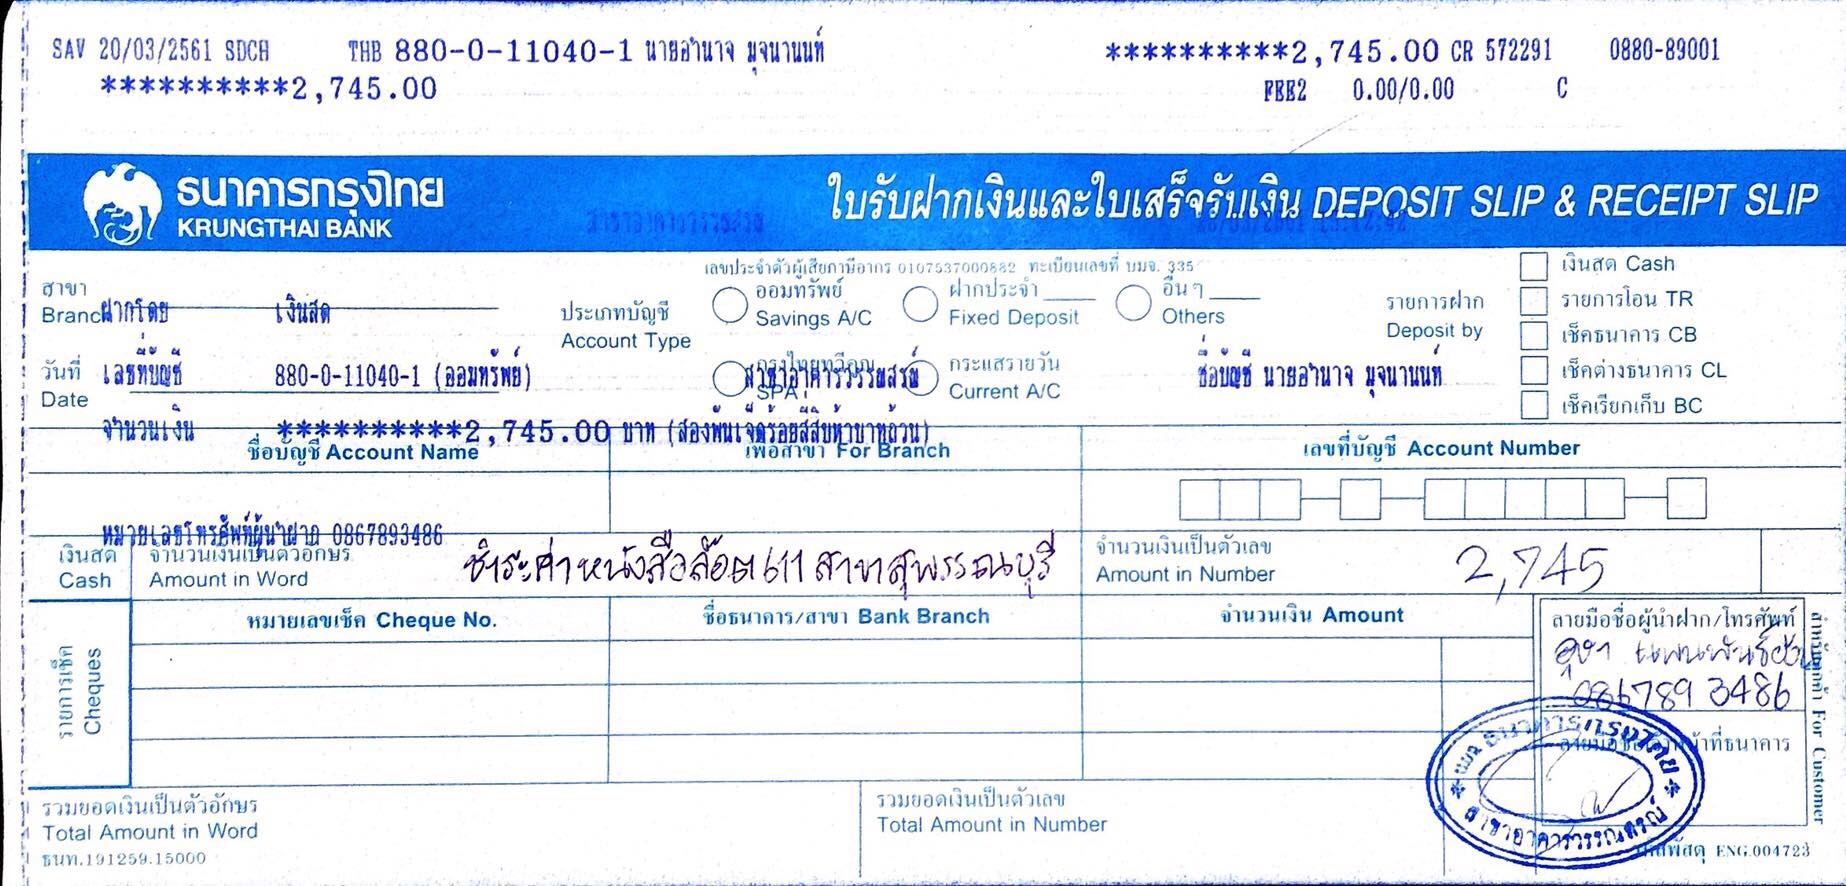 SAV 20/03/2561 SDCH THB 880-0-11040-1 นายอำนาจ มุจนานนท์ **********2,745.00 CR 572291 0880-89001
**********2,745.00 FEE2 0.00/0.00 C
ธนาคารกรุงไทย
KRUNGTHAI BANK
ใบรับฝากเงินและใบเสร็จรับเงิน DEPOSIT SLIP & RECEIPT SLIP
เลขประจำตัวผู้เสียภาษีอากร 0107537000882 ทะเบียนเลขที่ บมจ. 335
สาขา
Branch
ฝากโดย เงินสด
ประเภทบัญชี
Account Type
ออมทรัพย์
Savings A/C
ฝากประจำ
Fixed Deposit
อื่น ๆ
Others
รายการฝาก
Deposit by
เงินสด Cash
รายการโอน TR
เช็คธนาคาร CB
เช็คต่างธนาคาร CL
เช็คเรียกเก็บ BC
วันที่
Date
เลขที่บัญชี 880-0-11040-1 (ออมทรัพย์)
กรุงไทยทวีคูณ
SPA
สาขาอาคารวรรณสรณ์
กระแสรายวัน
Current A/C
ชื่อบัญชี นายอำนาจ มุจนานนท์
จำนวนเงิน **********2,745.00 บาท (สองพันเจ็ดร้อยสี่สิบห้าบาทถ้วน)
ชื่อบัญชี Account Name
เพื่อสาขา For Branch
เลขที่บัญชี Account Number
หมายเลขโทรศัพท์ผู้นำฝาก 0867893486
เงินสด
Cash
จำนวนเงินเป็นตัวอักษร
Amount in Word
ชำระค่าหนังสือล๊อต 611 สาขาสุพรรณบุรี
จำนวนเงินเป็นตัวเลข
Amount in Number
2,745
รายการเช็ค
Cheques
หมายเลขเช็ค Cheque No.
ชื่อธนาคาร/สาขา Bank Branch
จำนวนเงิน Amount
ลายมือชื่อผู้นำฝาก/โทรศัพท์
086789 3486
ลายมือชื่อเจ้าหน้าที่ธนาคาร
สำหรับลูกค้า For Customer
บมจ ธนาคารกรุงไทย
สาขาอาคารวรรณสรณ์
รวมยอดเงินเป็นตัวอักษร
Total Amount in Word
รวมยอดเงินเป็นตัวเลข
Total Amount in Number
ธนท.191259.15000
รหัสพัสดุ ENG.004723